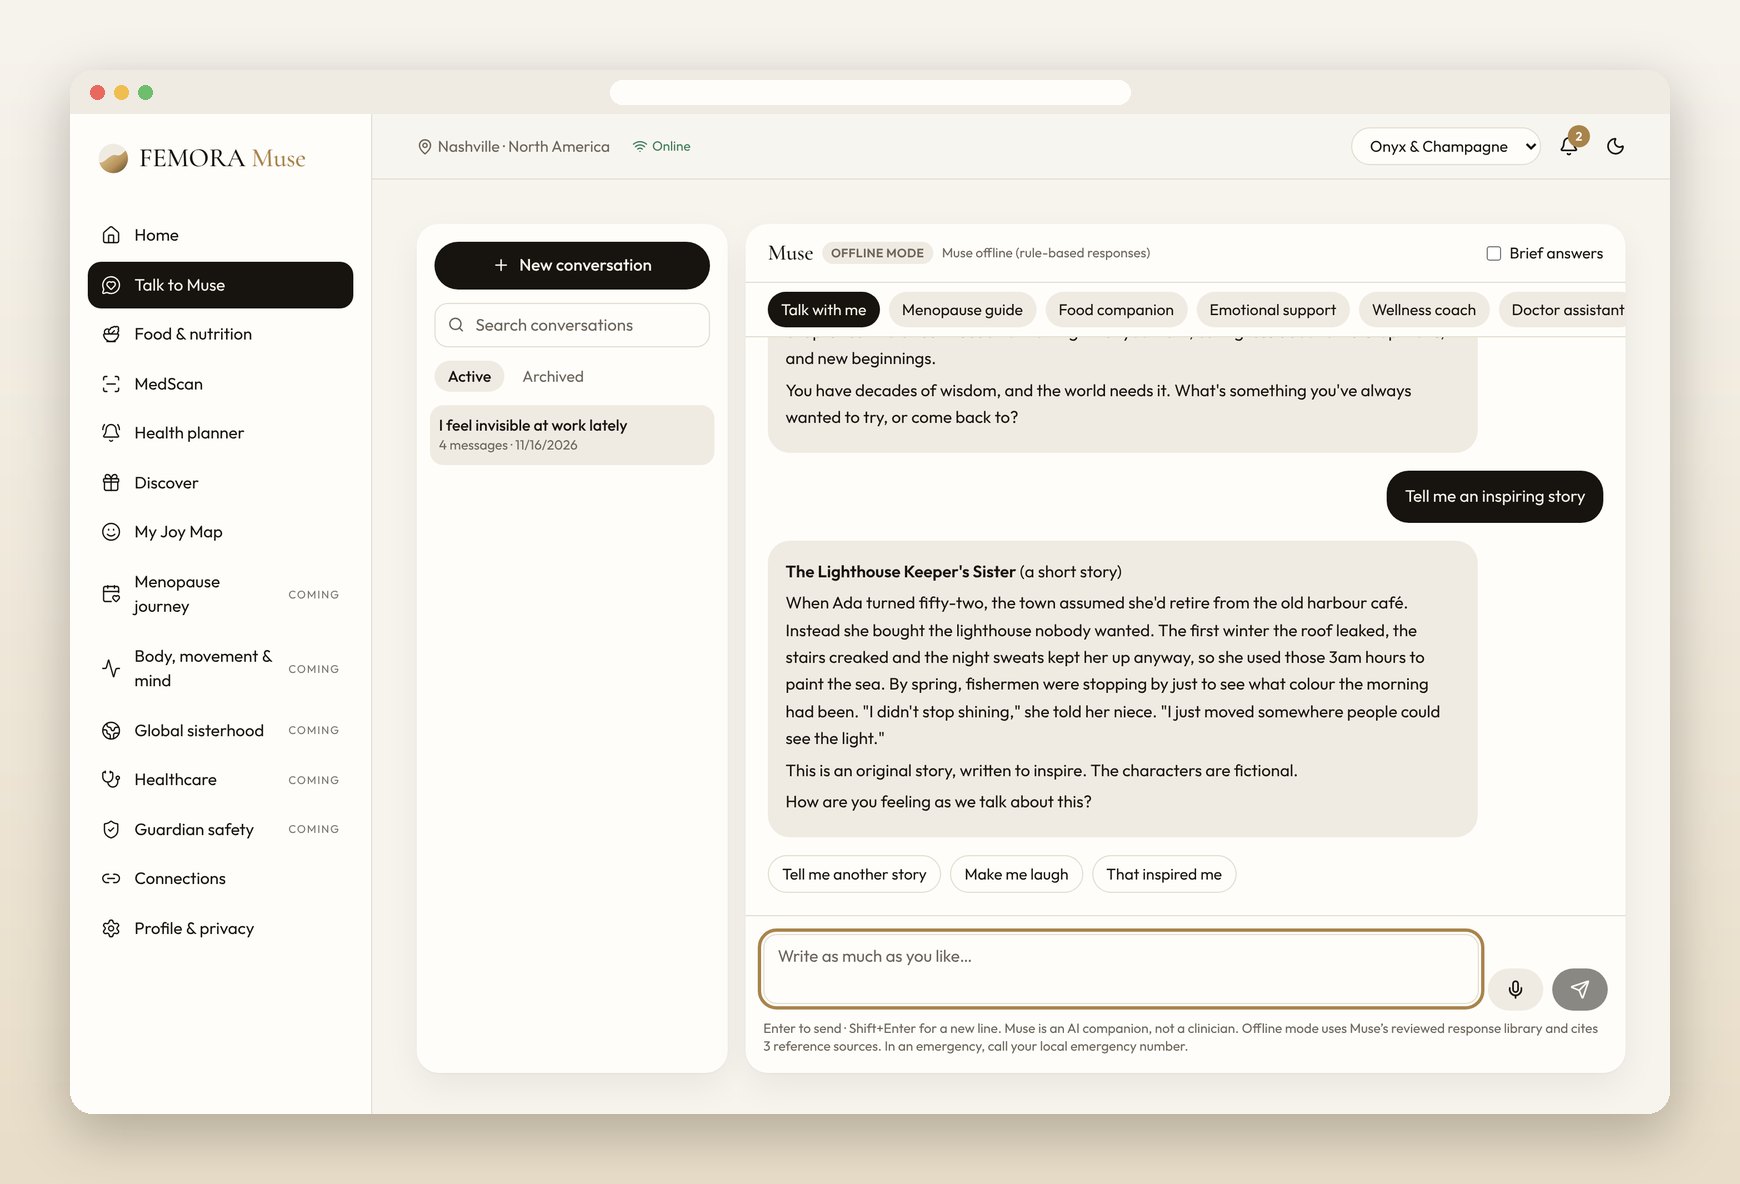 FEMORA Muse
Home
Talk to Muse
Food & nutrition
MedScan
Health planner
Discover
My Joy Map
Menopause
journey
COMING
Body, movement &
mind
COMING
Global sisterhood COMING
Healthcare COMING
Guardian safety COMING
Connections
Profile & privacy
Nashville · North America Online
Onyx & Champagne
2
New conversation
Search conversations
Active Archived
I feel invisible at work lately
4 messages · 11/16/2026
Muse OFFLINE MODE Muse offline (rule-based responses)
Brief answers
Talk with me Menopause guide Food companion Emotional support Wellness coach Doctor assistant
and new beginnings.
You have decades of wisdom, and the world needs it. What's something you've always
wanted to try, or come back to?
Tell me an inspiring story
The Lighthouse Keeper's Sister (a short story)
When Ada turned fifty-two, the town assumed she'd retire from the old harbour café.
Instead she bought the lighthouse nobody wanted. The first winter the roof leaked, the
stairs creaked and the night sweats kept her up anyway, so she used those 3am hours to
paint the sea. By spring, fishermen were stopping by just to see what colour the morning
had been. "I didn't stop shining," she told her niece. "I just moved somewhere people could
see the light."
This is an original story, written to inspire. The characters are fictional.
How are you feeling as we talk about this?
Tell me another story Make me laugh That inspired me
Write as much as you like...
Enter to send · Shift+Enter for a new line. Muse is an AI companion, not a clinician. Offline mode uses Muse's reviewed response library and cites
3 reference sources. In an emergency, call your local emergency number.